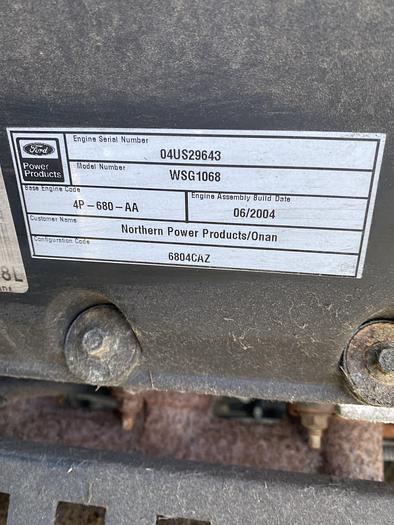 Ford
Power
Products
Engine Serial Number
04US29643
Model Number
WSG1068
Base Engine Code
4P-680-AA
Engine Assembly Build Date
06/2004
Customer Name
Northern Power Products/Onan
Configuration Code
6804CAZ
8L